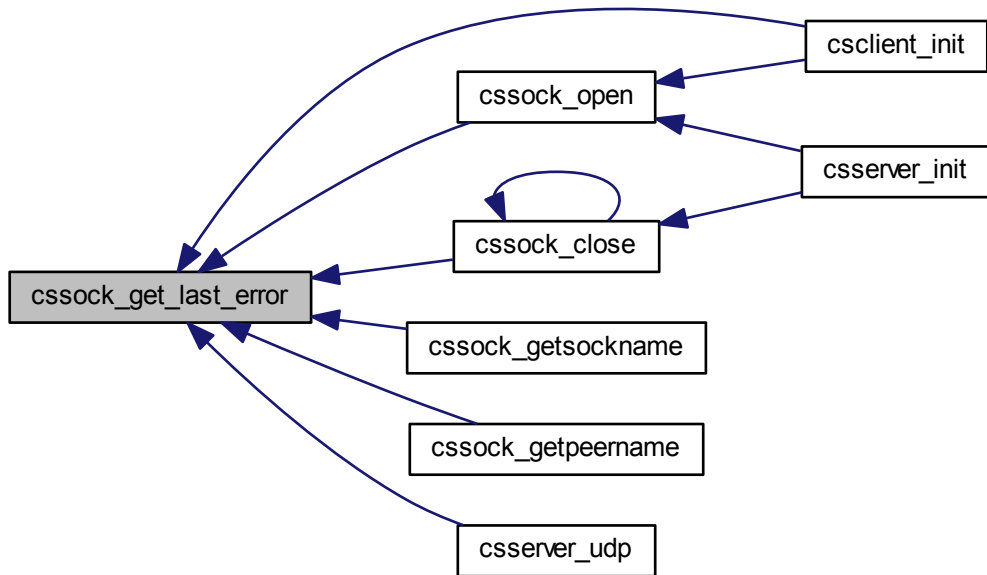 csclient_init
cssock_open
csserver_init
cssock_close
cssock_get_last_error
cssock_getsockname
cssock_getpeername
csserver_udp